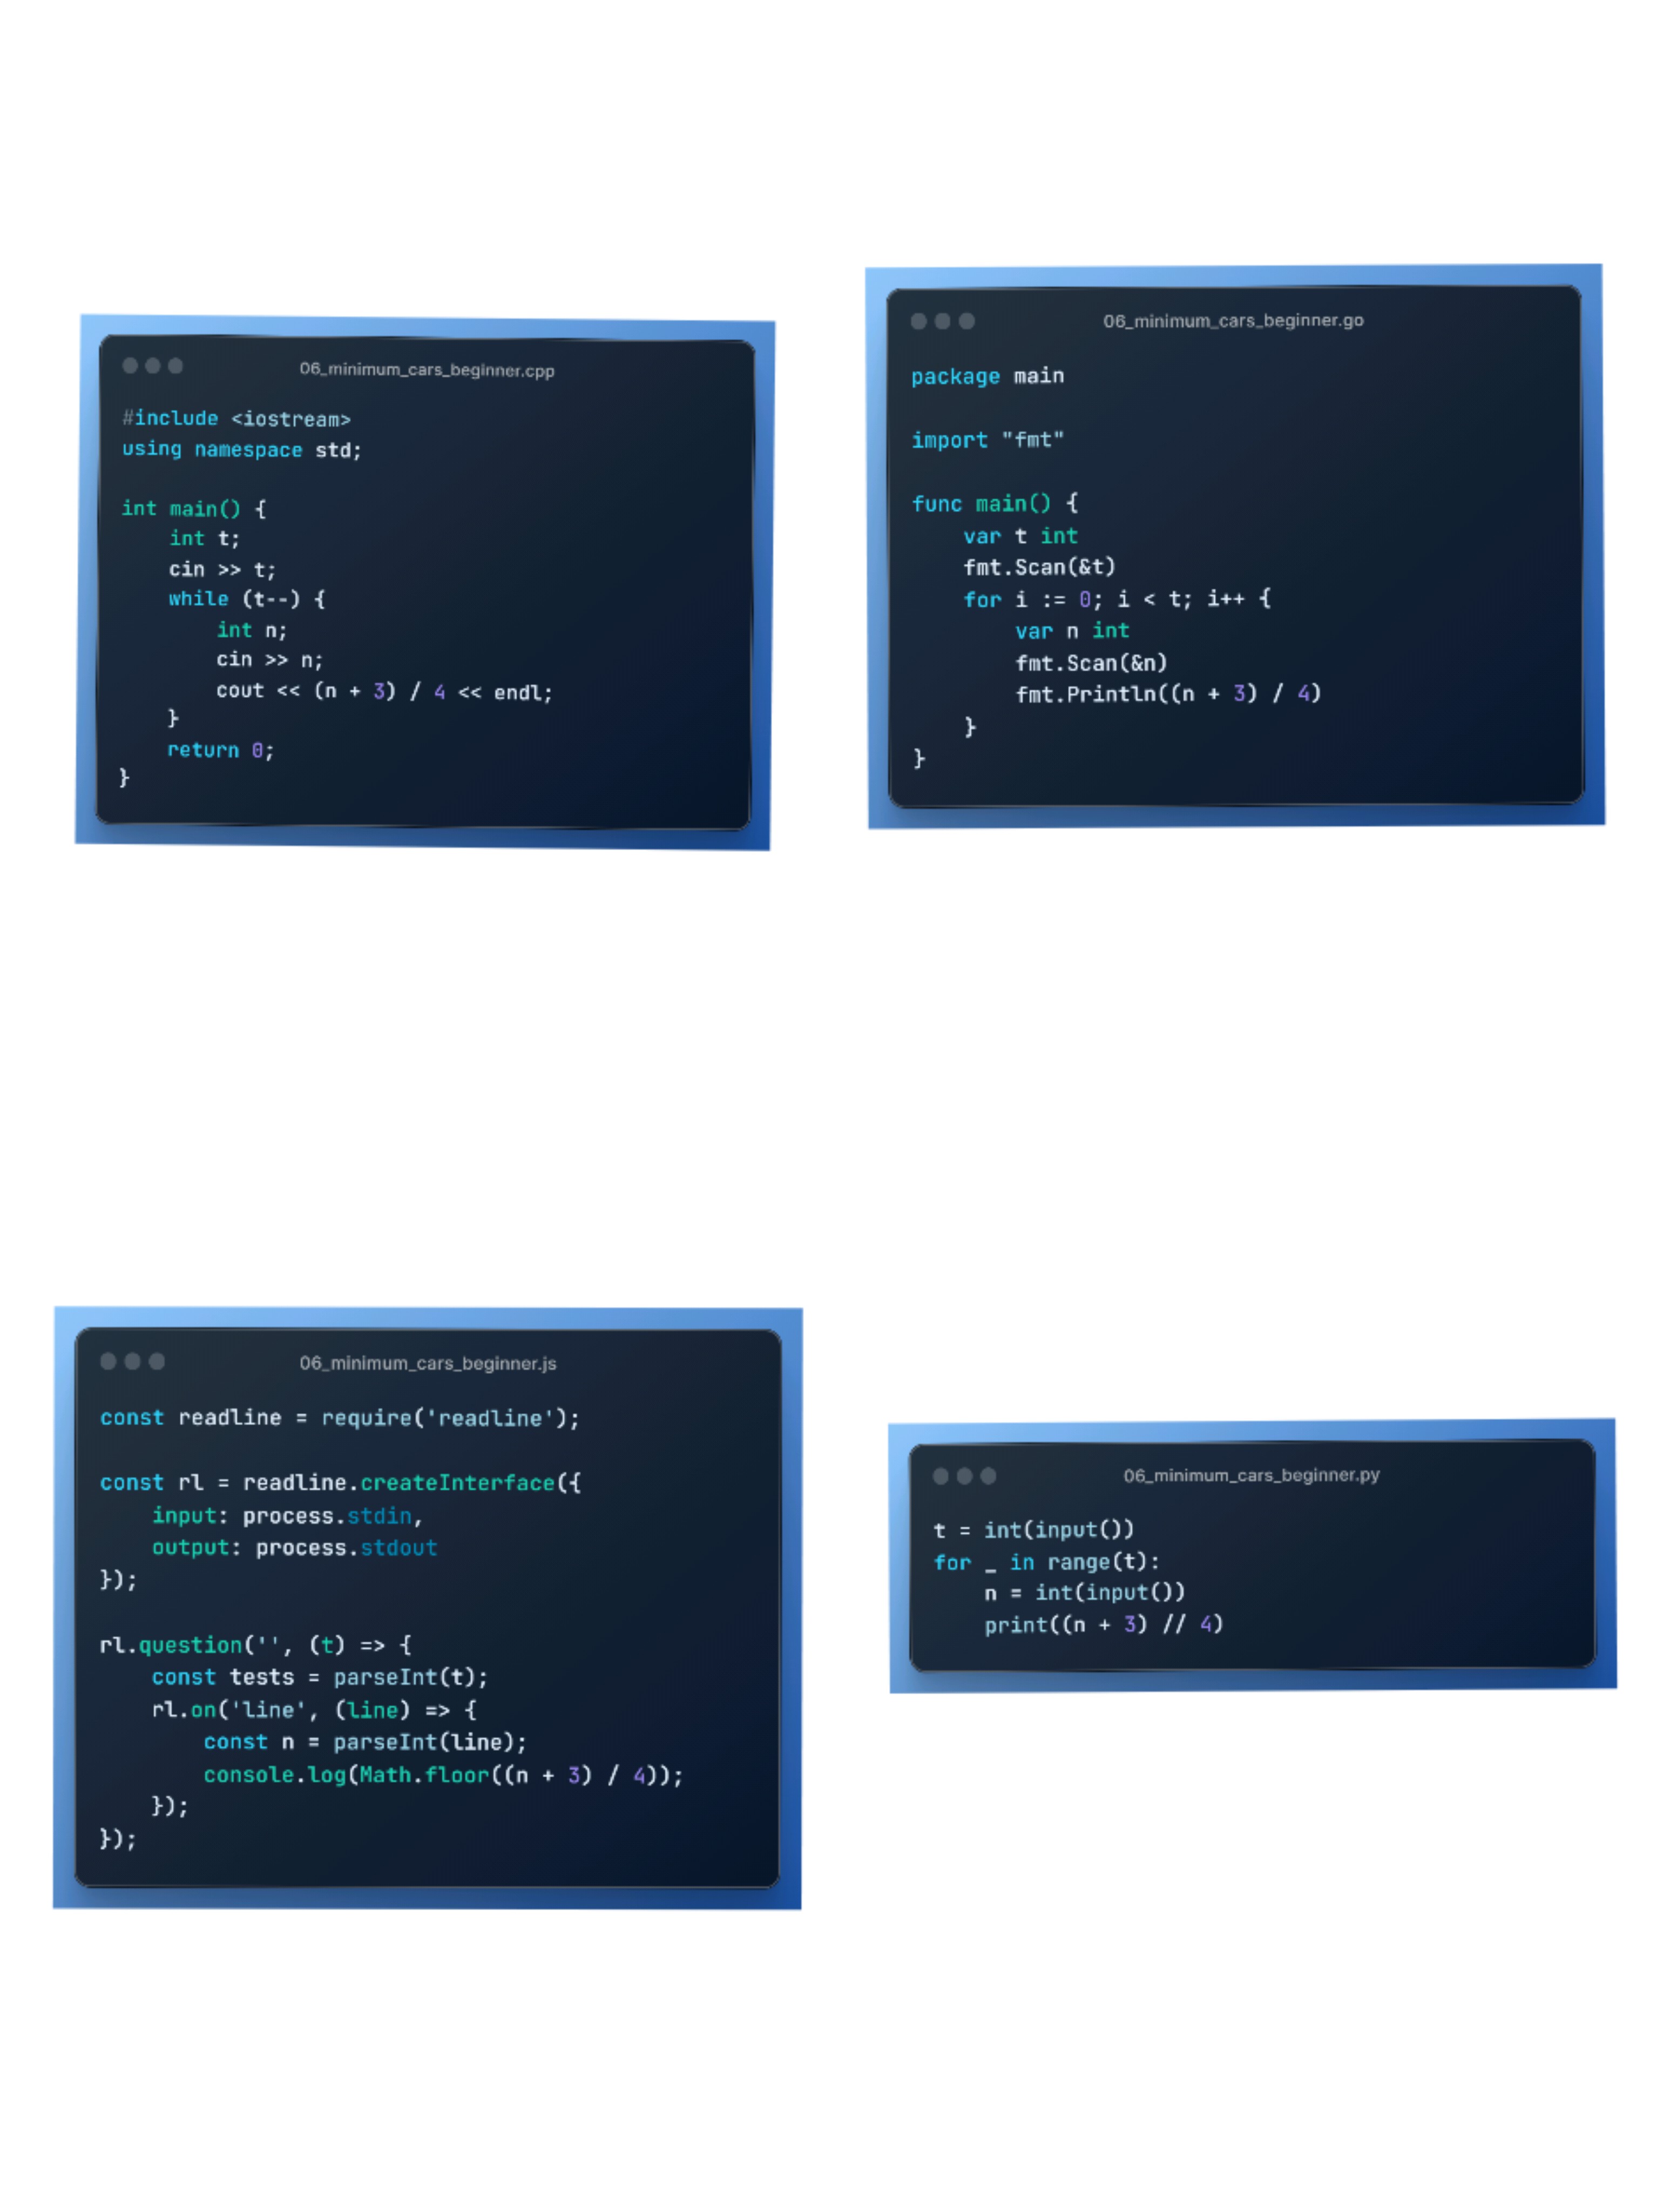 06_minimum_cars_beginner.cpp
#include <iostream>
using namespace std;
int main() {
    int t;
    cin >> t;
    while (t--) {
        int n;
        cin >> n;
        cout << (n + 3) / 4 << endl;
    }
    return 0;
}
06_minimum_cars_beginner.go
package main
import "fmt"
func main() {
    var t int
    fmt.Scan(&t)
    for i := 0; i < t; i++ {
        var n int
        fmt.Scan(&n)
        fmt.Println((n + 3) / 4)
    }
}
06_minimum_cars_beginner.js
const readline = require('readline');
const rl = readline.createInterface({
    input: process.stdin,
    output: process.stdout
});
rl.question('', (t) => {
    const tests = parseInt(t);
    rl.on('line', (line) => {
        const n = parseInt(line);
        console.log(Math.floor((n + 3) / 4));
    });
});
06_minimum_cars_beginner.py
t = int(input())
for _ in range(t):
    n = int(input())
    print((n + 3) // 4)